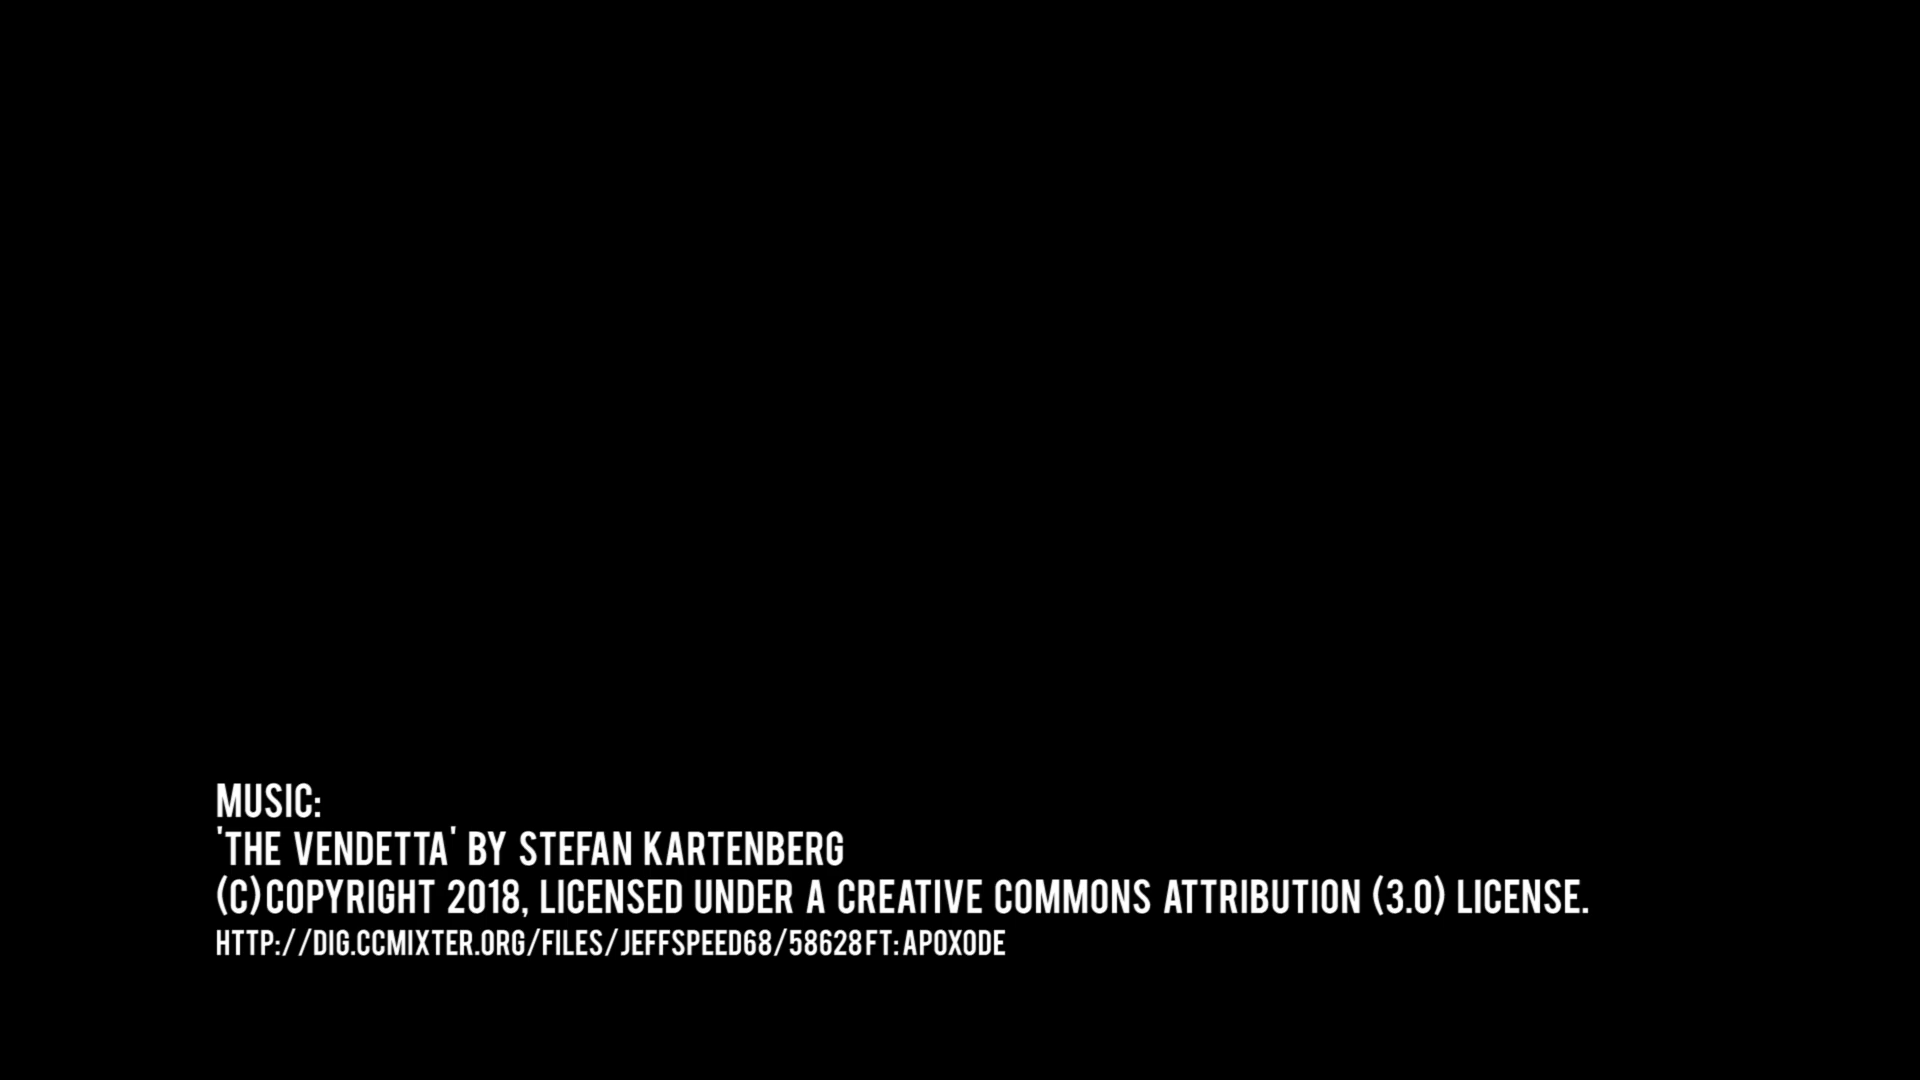 MUSIC:
'THE VENDETTA' BY STEFAN KARTENBERG
(C)COPYRIGHT 2018, LICENSED UNDER A CREATIVE COMMONS ATTRIBUTION (3.0) LICENSE.
HTTP://DIG.CCMIXTER.ORG/FILES/JEFFSPEED68/58628 FT: APOXODE